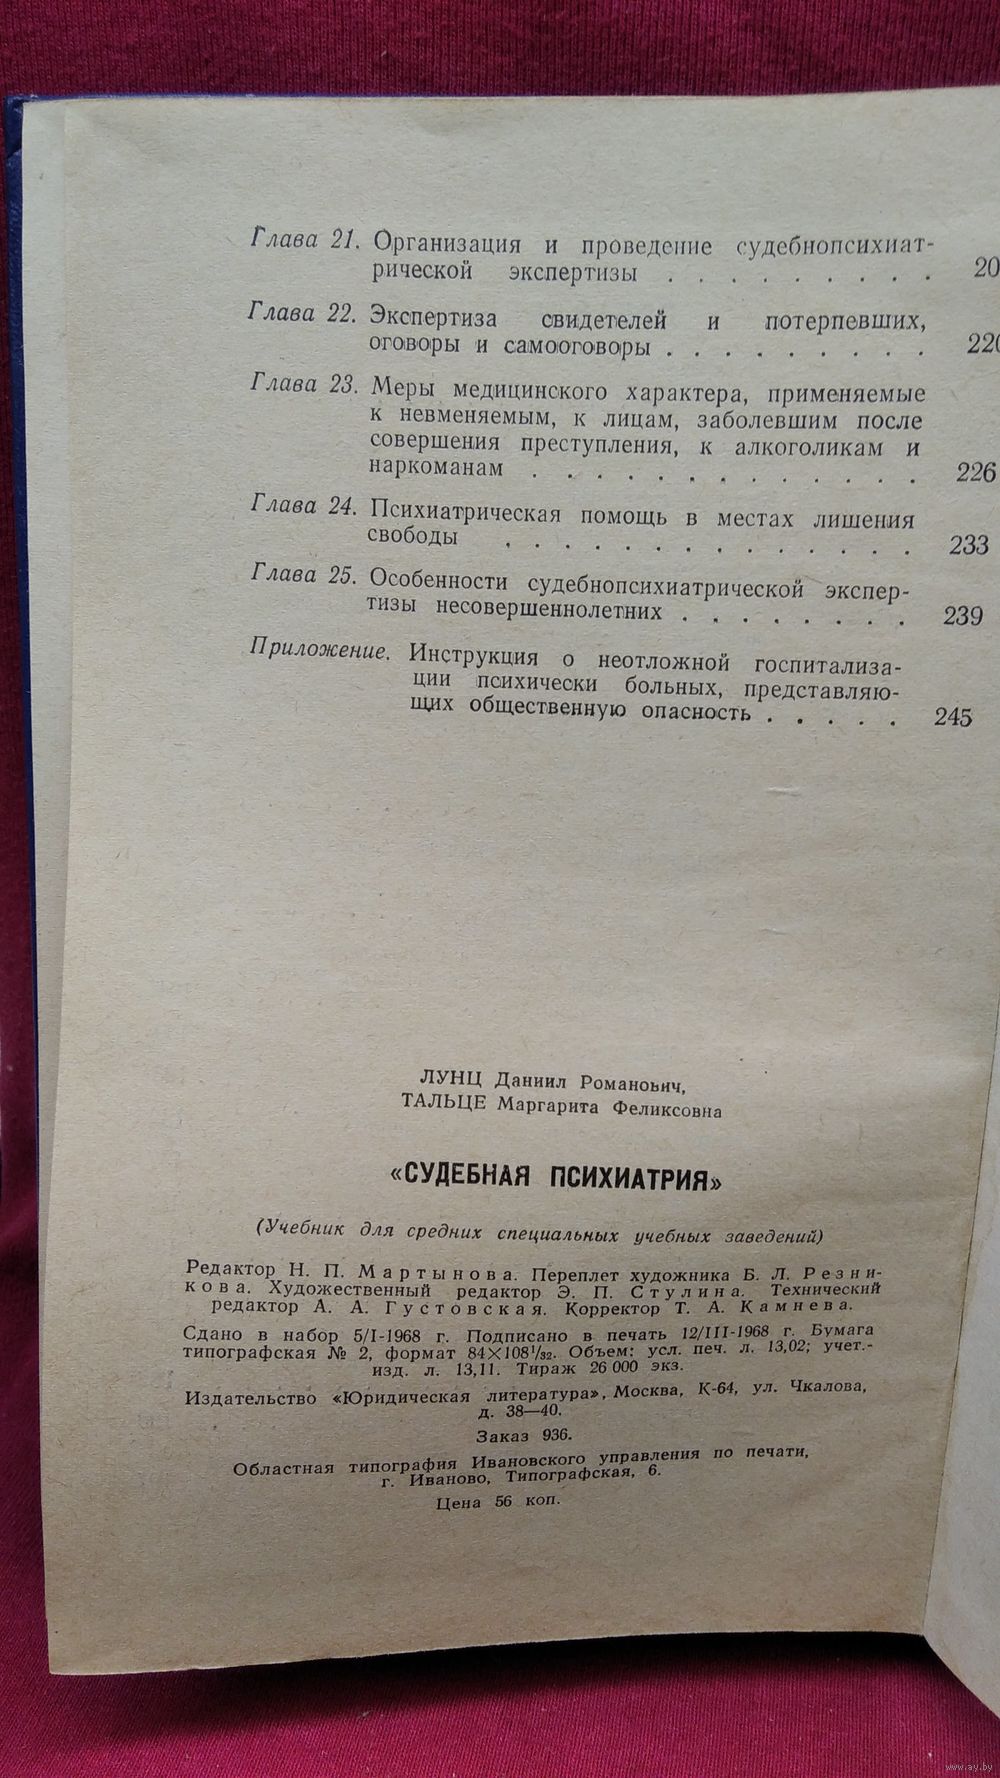 Глава 21. Организация и проведение судебнопсихиат-
рической экспертизы . . . . . . . . . 20
Глава 22. Экспертиза свидетелей и потерпевших,
оговоры и самооговоры . . . . . . . . . 220
Глава 23. Меры медицинского характера, применяемые
к невменяемым, к лицам, заболевшим после
совершения преступления, к алкоголикам и
наркоманам . . . . . . . . . . . . . 226
Глава 24. Психиатрическая помощь в местах лишения
свободы . . . . . . . . . . . . . . 233
Глава 25. Особенности судебнопсихиатрической экспер-
тизы несовершеннолетних . . . . . . . . 239
Приложение. Инструкция о неотложной госпитализа-
ции психически больных, представляю-
щих общественную опасность . . . . . 245
ЛУНЦ Даниил Романович,
ТАЛЬЦЕ Маргарита Феликсовна
«СУДЕБНАЯ ПСИХИАТРИЯ»
(Учебник для средних специальных учебных заведений)
Редактор Н. П. Мартынова. Переплет художника Б. Л. Резни-
кова. Художественный редактор Э. П. Стулина. Технический
редактор А. А. Густовская. Корректор Т. А. Камнева.
Сдано в набор 5/I-1968 г. Подписано в печать 12/III-1968 г. Бумага
типографская № 2, формат 84×108¹/₃₂. Объем: усл. печ. л. 13,02; учет.-
изд. л. 13,11. Тираж 26 000 экз.
Издательство «Юридическая литература», Москва, К-64, ул. Чкалова,
д. 38—40.
Заказ 936.
Областная типография Ивановского управления по печати,
г. Иваново, Типографская, 6.
Цена 56 коп.
www.ay.by